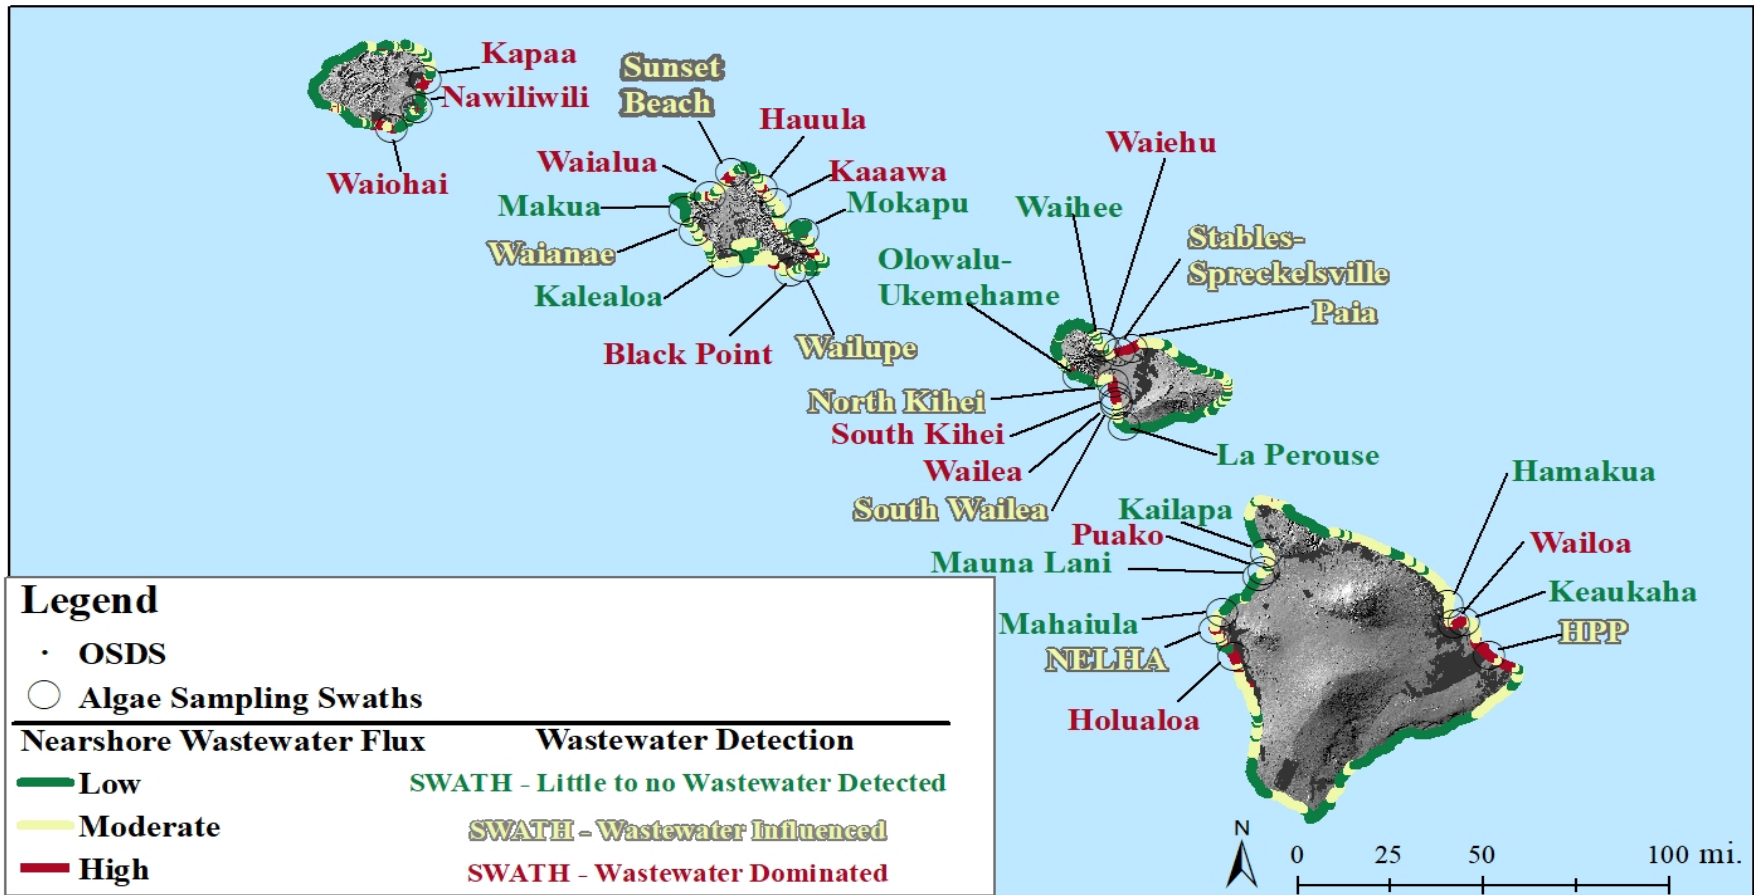 Kapaa
Nawiliwili
Waiohai
Sunset
Beach
Hauula
Waialua
Kaaawa
Makua
Mokapu
Waianae
Kalealoa
Black Point
Wailupe
Waiehu
Waihee
Stables-
Spreckelsville
Olowalu-
Ukemehame
Paia
North Kihei
South Kihei
Wailea
South Wailea
La Perouse
Hamakua
Kailapa
Puako
Wailoa
Mauna Lani
Keaukaha
Mahaiula
HPP
NELHA
Holualoa
Legend
OSDS
Algae Sampling Swaths
Nearshore Wastewater Flux
Low
Moderate
High
Wastewater Detection
SWATH - Little to no Wastewater Detected
SWATH - Wastewater Influenced
SWATH - Wastewater Dominated
N
0 25 50 100 mi.